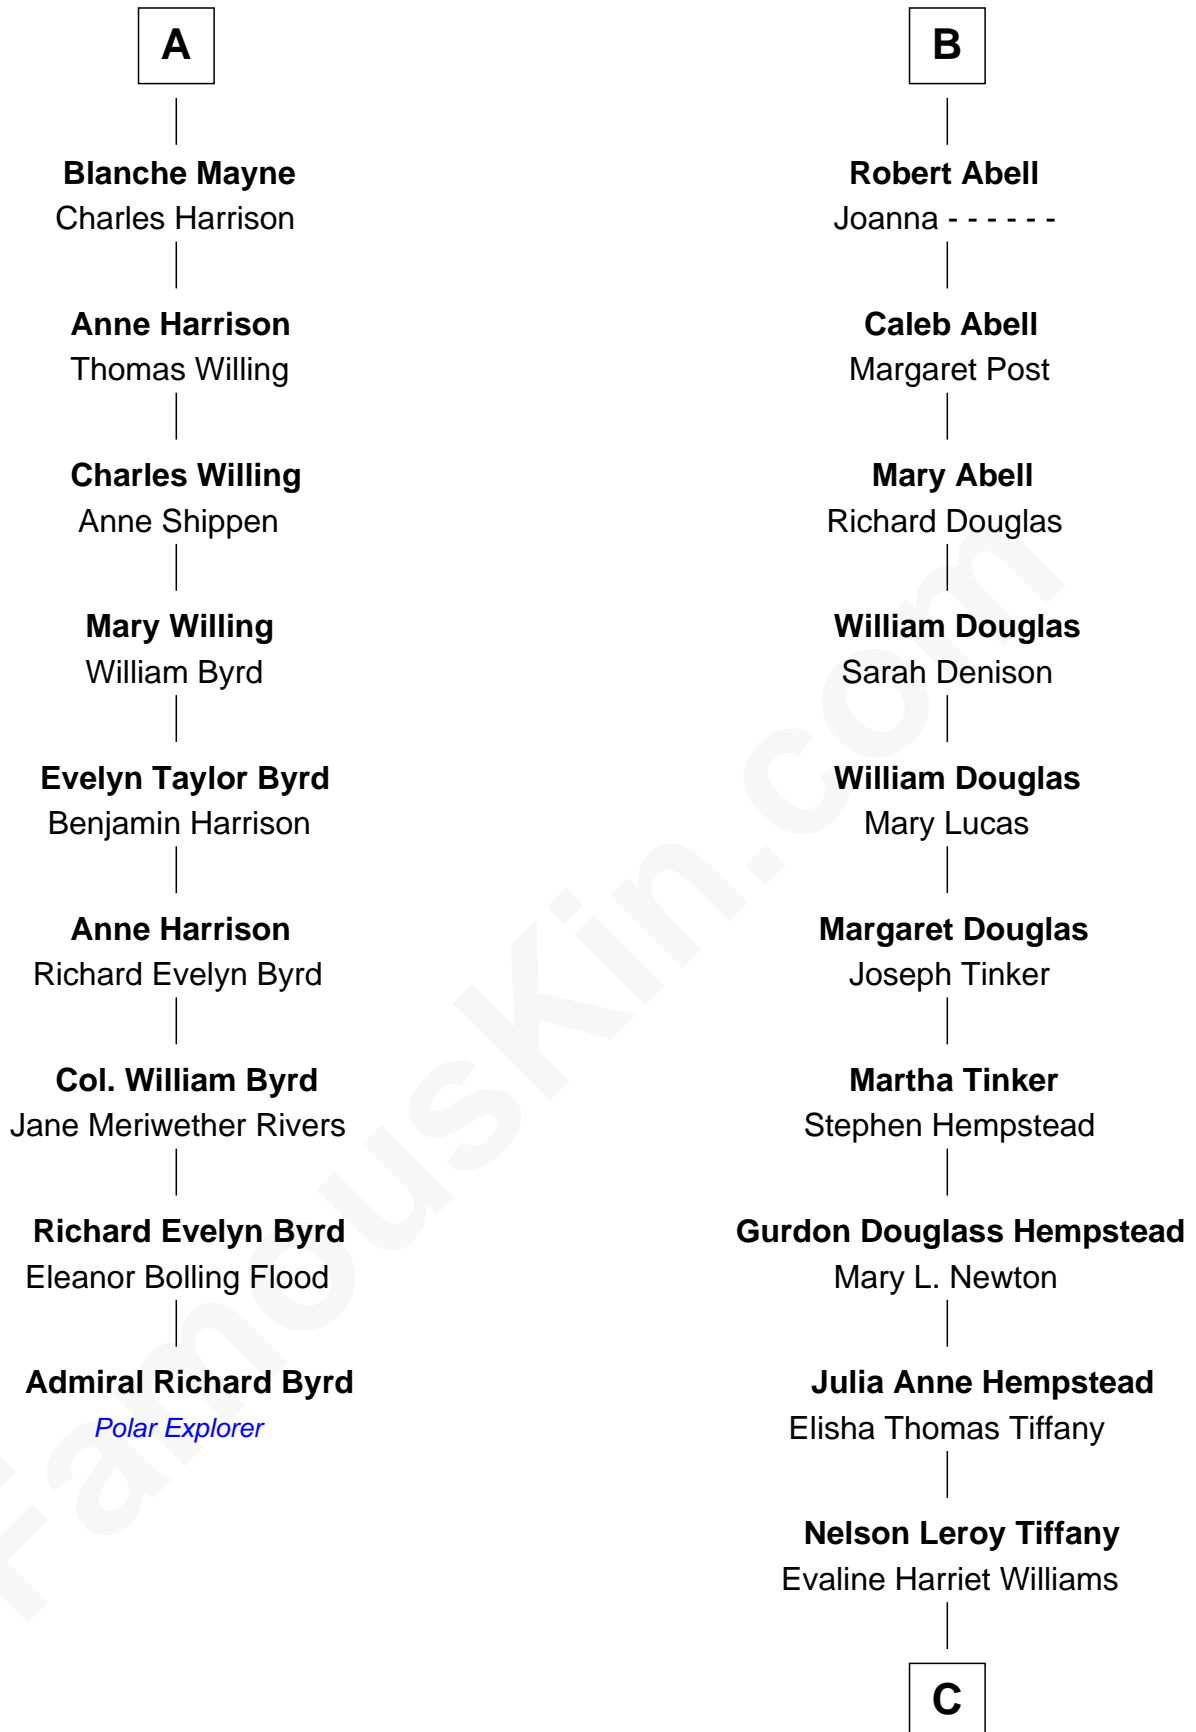 A
Blanche Mayne
Charles Harrison
Anne Harrison
Thomas Willing
Charles Willing
Anne Shippen
Mary Willing
William Byrd
Evelyn Taylor Byrd
Benjamin Harrison
Anne Harrison
Richard Evelyn Byrd
Col. William Byrd
Jane Meriwether Rivers
Richard Evelyn Byrd
Eleanor Bolling Flood
Admiral Richard Byrd
Polar Explorer
B
Robert Abell
Joanna - - - - - -
Caleb Abell
Margaret Post
Mary Abell
Richard Douglas
William Douglas
Sarah Denison
William Douglas
Mary Lucas
Margaret Douglas
Joseph Tinker
Martha Tinker
Stephen Hempstead
Gurdon Douglass Hempstead
Mary L. Newton
Julia Anne Hempstead
Elisha Thomas Tiffany
Nelson Leroy Tiffany
Evaline Harriet Williams
C
FamousKin.com